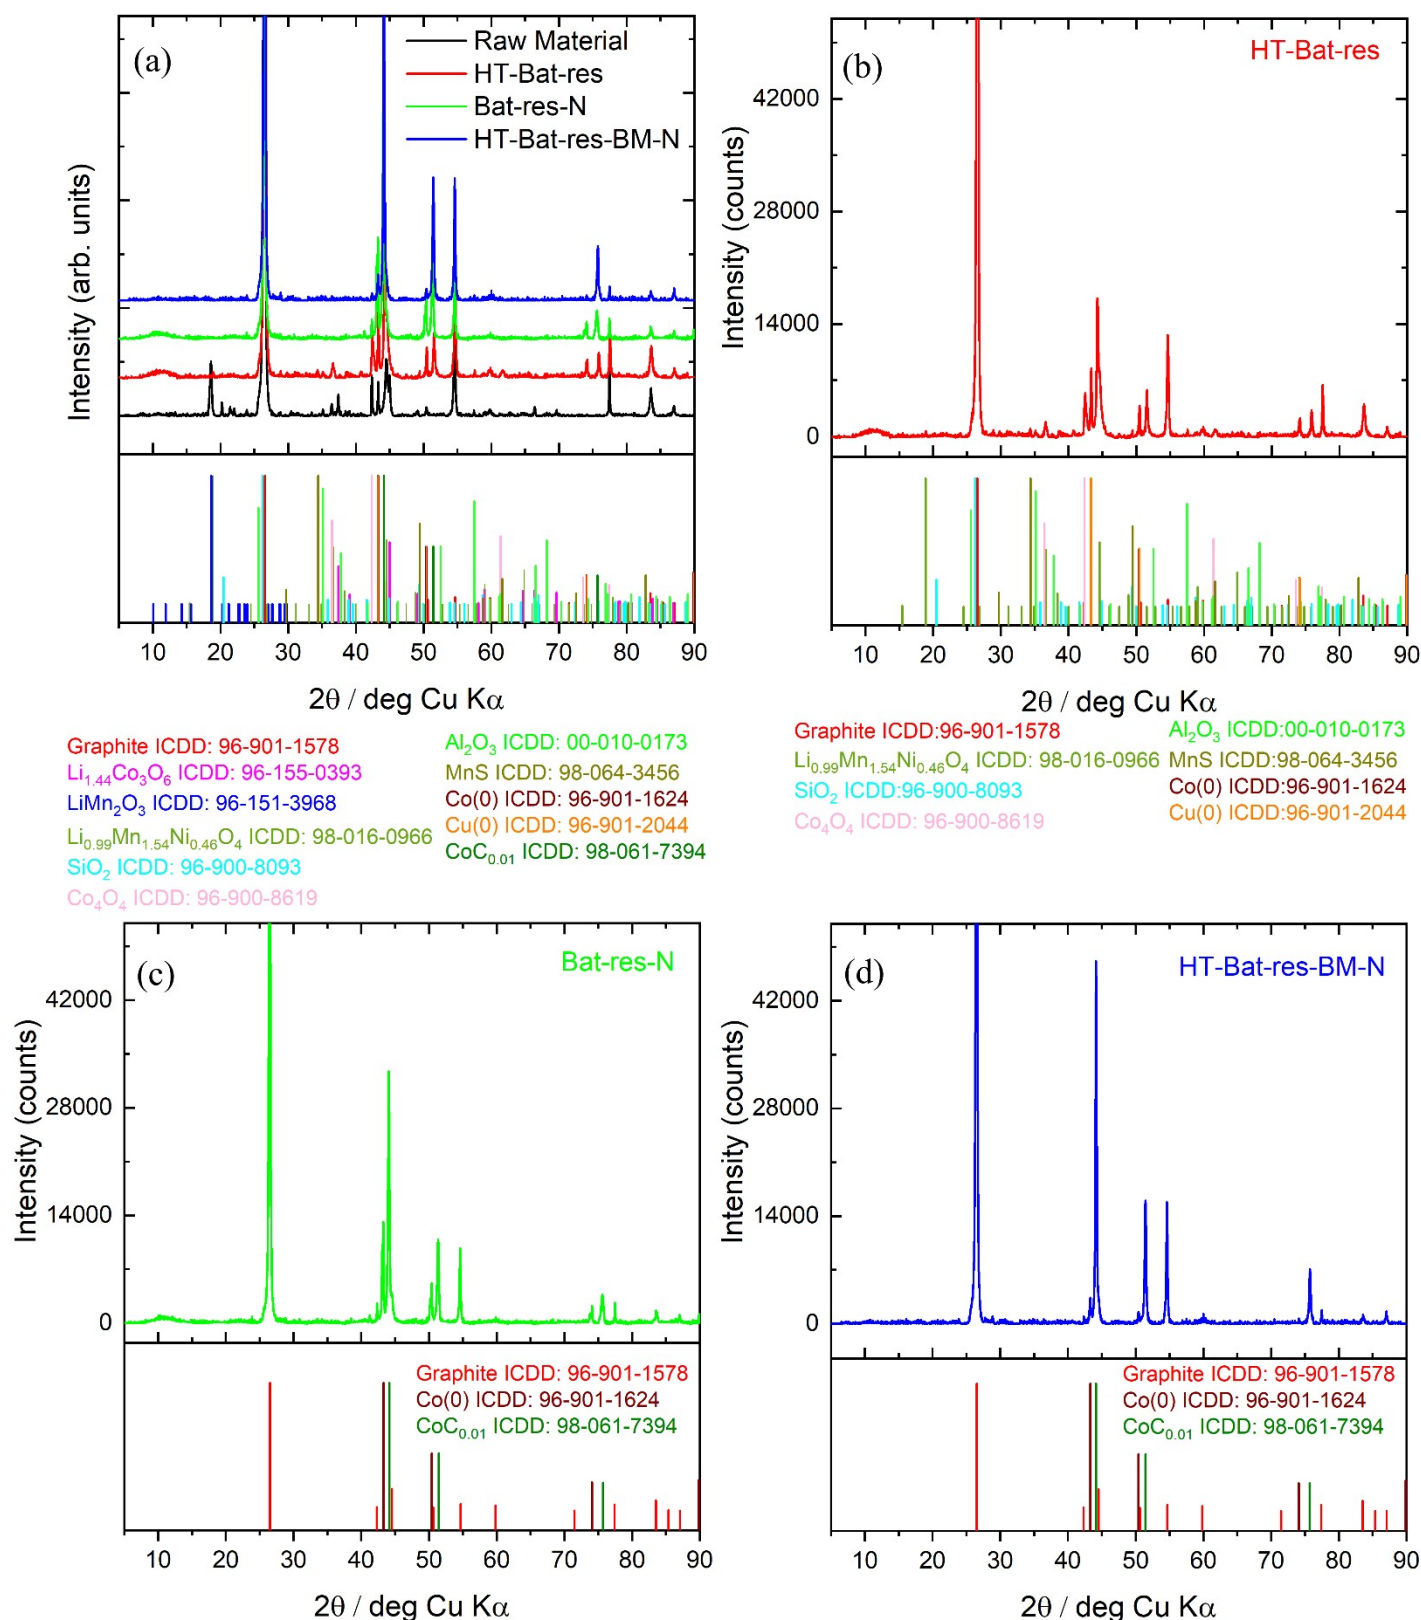 (a)
Raw Material
HT-Bat-res
Bat-res-N
HT-Bat-res-BM-N
Intensity (arb. units)
10 20 30 40 50 60 70 80 90
2θ / deg Cu Kα
Graphite ICDD: 96-901-1578
Li1.44Co3O6 ICDD: 96-155-0393
LiMn2O3 ICDD: 96-151-3968
Li0.99Mn1.54Ni0.46O4 ICDD: 98-016-0966
SiO2 ICDD: 96-900-8093
Co4O4 ICDD: 96-900-8619
Al2O3 ICDD: 00-010-0173
MnS ICDD: 98-064-3456
Co(0) ICDD: 96-901-1624
Cu(0) ICDD: 96-901-2044
CoC0.01 ICDD: 98-061-7394
(b)
HT-Bat-res
Intensity (counts)
42000
28000
14000
0
10 20 30 40 50 60 70 80 90
2θ / deg Cu Kα
Graphite ICDD:96-901-1578
Li0.99Mn1.54Ni0.46O4 ICDD: 98-016-0966
SiO2 ICDD:96-900-8093
Co4O4 ICDD: 96-900-8619
Al2O3 ICDD: 00-010-0173
MnS ICDD:98-064-3456
Co(0) ICDD:96-901-1624
Cu(0) ICDD:96-901-2044
(c)
Bat-res-N
Intensity (counts)
42000
28000
14000
0
Graphite ICDD: 96-901-1578
Co(0) ICDD: 96-901-1624
CoC0.01 ICDD: 98-061-7394
10 20 30 40 50 60 70 80 90
2θ / deg Cu Kα
(d)
HT-Bat-res-BM-N
Intensity (counts)
42000
28000
14000
0
Graphite ICDD: 96-901-1578
Co(0) ICDD: 96-901-1624
CoC0.01 ICDD: 98-061-7394
10 20 30 40 50 60 70 80 90
2θ / deg Cu Kα